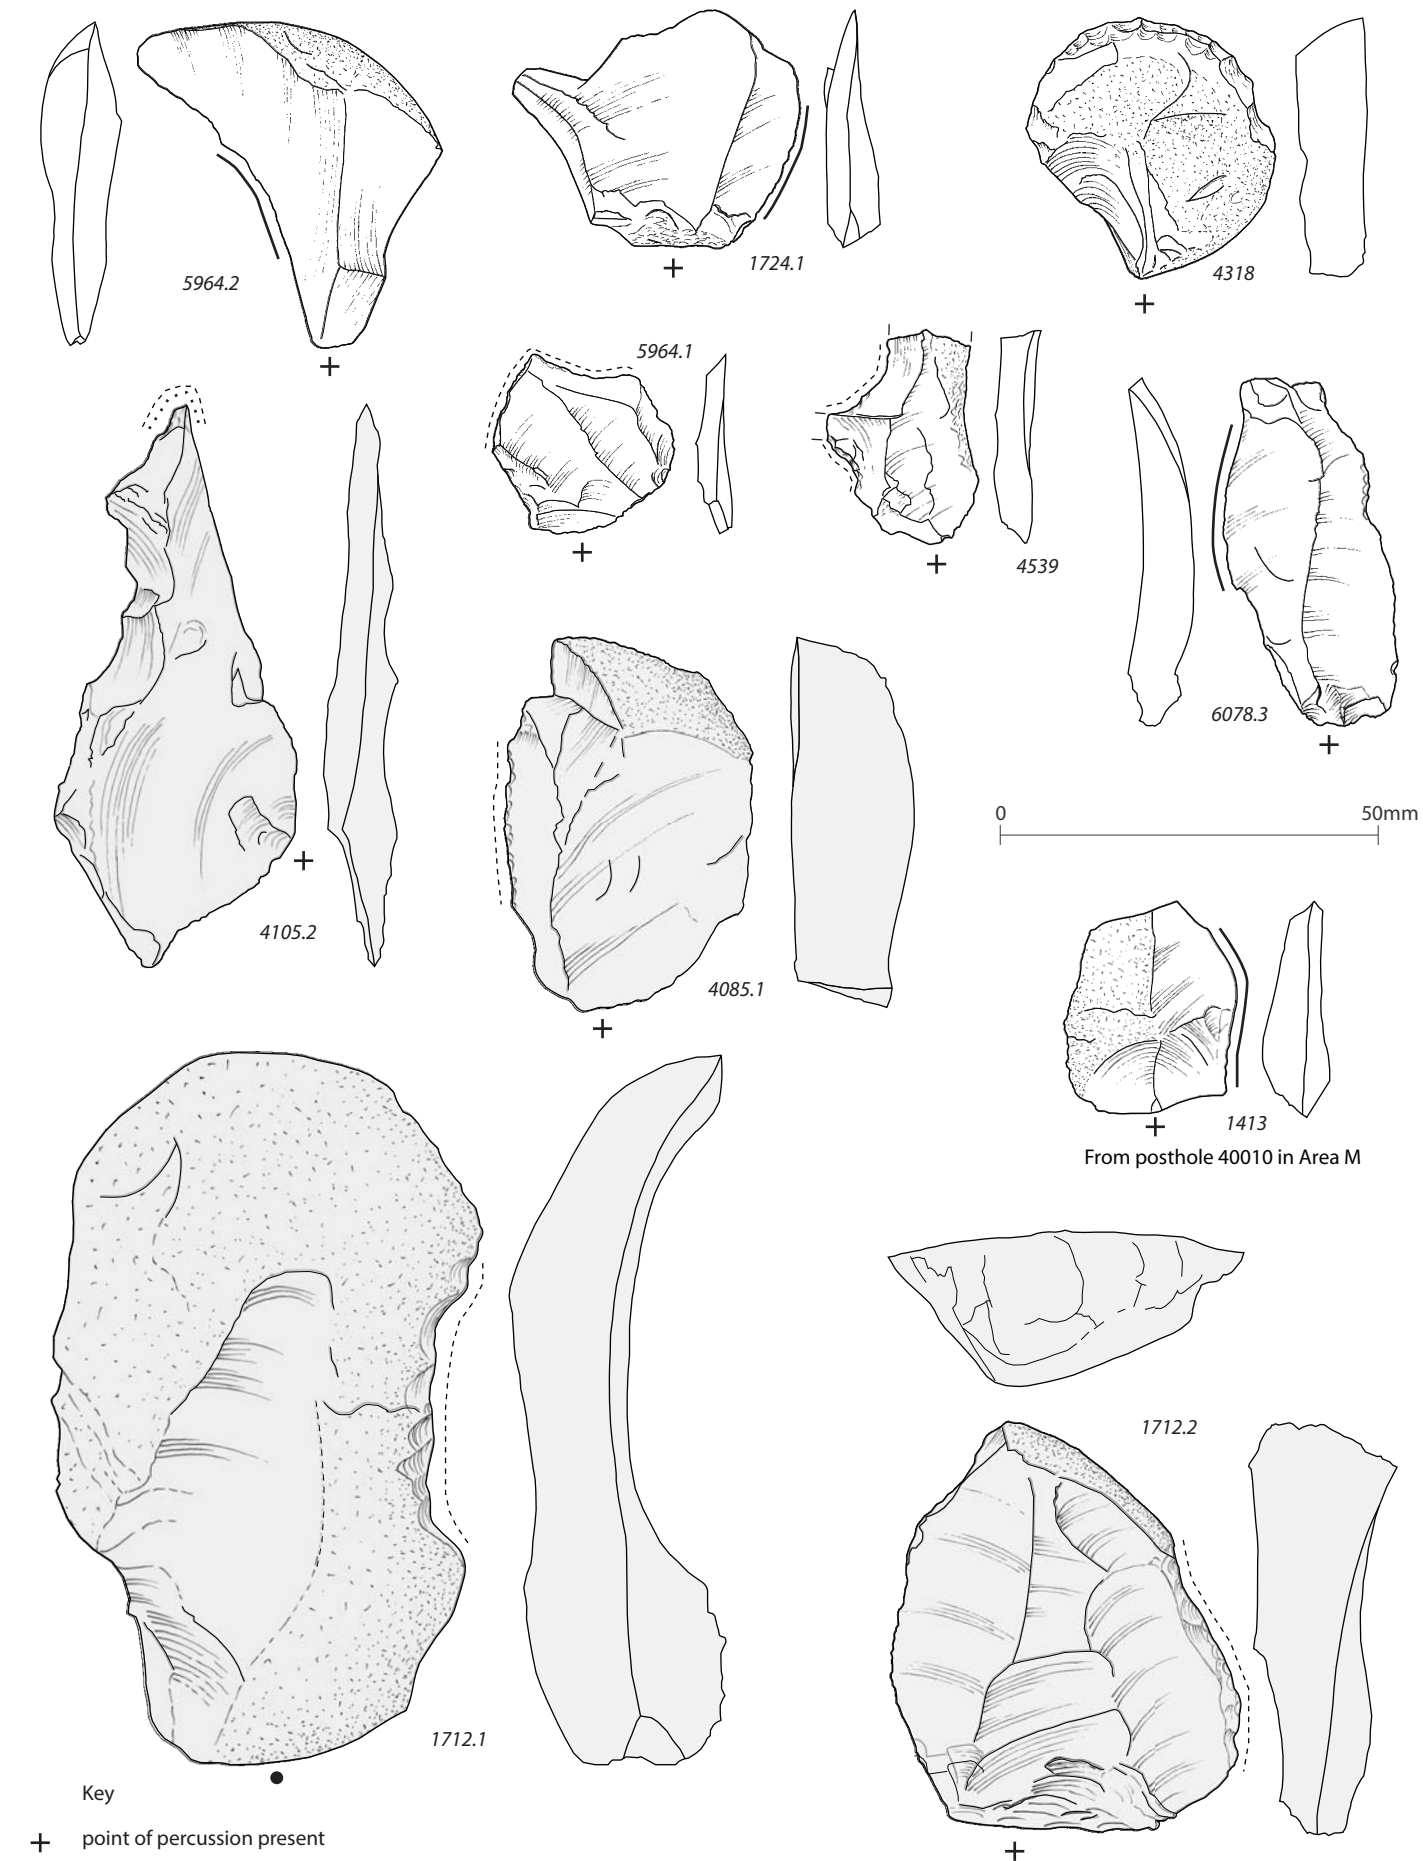 5964.2
1724.1
4318
5964.1
4539
6078.3
0 50mm
4105.2
4085.1
1413
From posthole 40010 in Area M
1712.2
1712.1
Key
+ point of percussion present